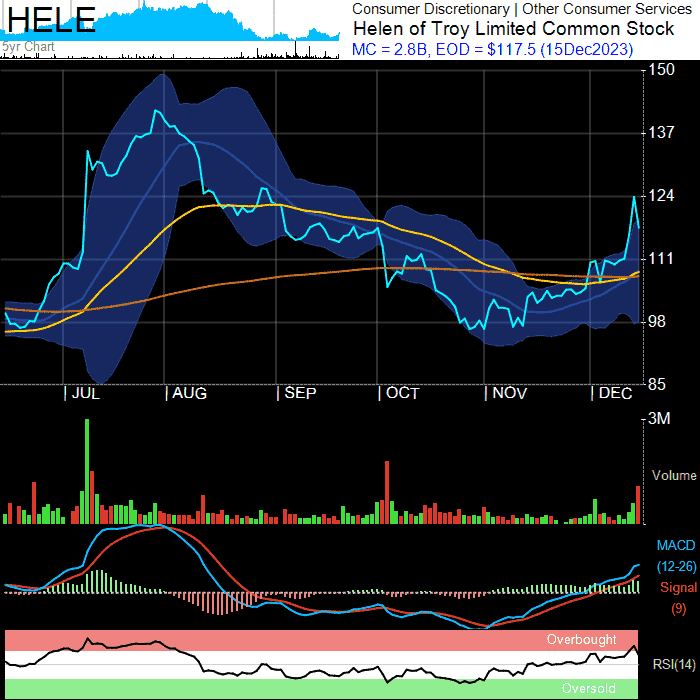 HELE
5yr Chart
Consumer Discretionary | Other Consumer Services
Helen of Troy Limited Common Stock
MC = 2.8B, EOD = $117.5 (15Dec2023)
150
137
124
111
98
85
| JUL
| AUG
| SEP
| OCT
| NOV
| DEC
3M
Volume
MACD
(12-26)
Signal
(9)
Overbought
RSI(14)
Oversold